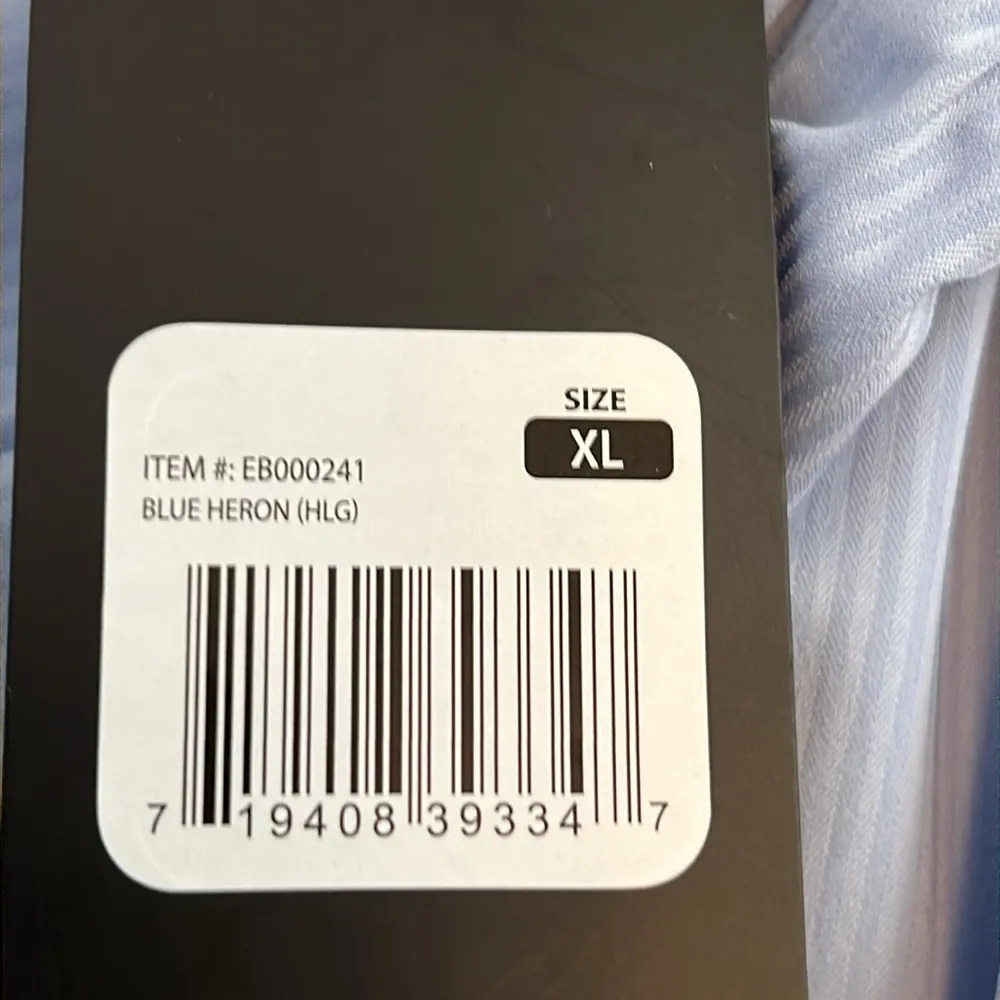 SIZE
XL
ITEM #: EB000241
BLUE HERON (HLG)
7 19408 39334 7